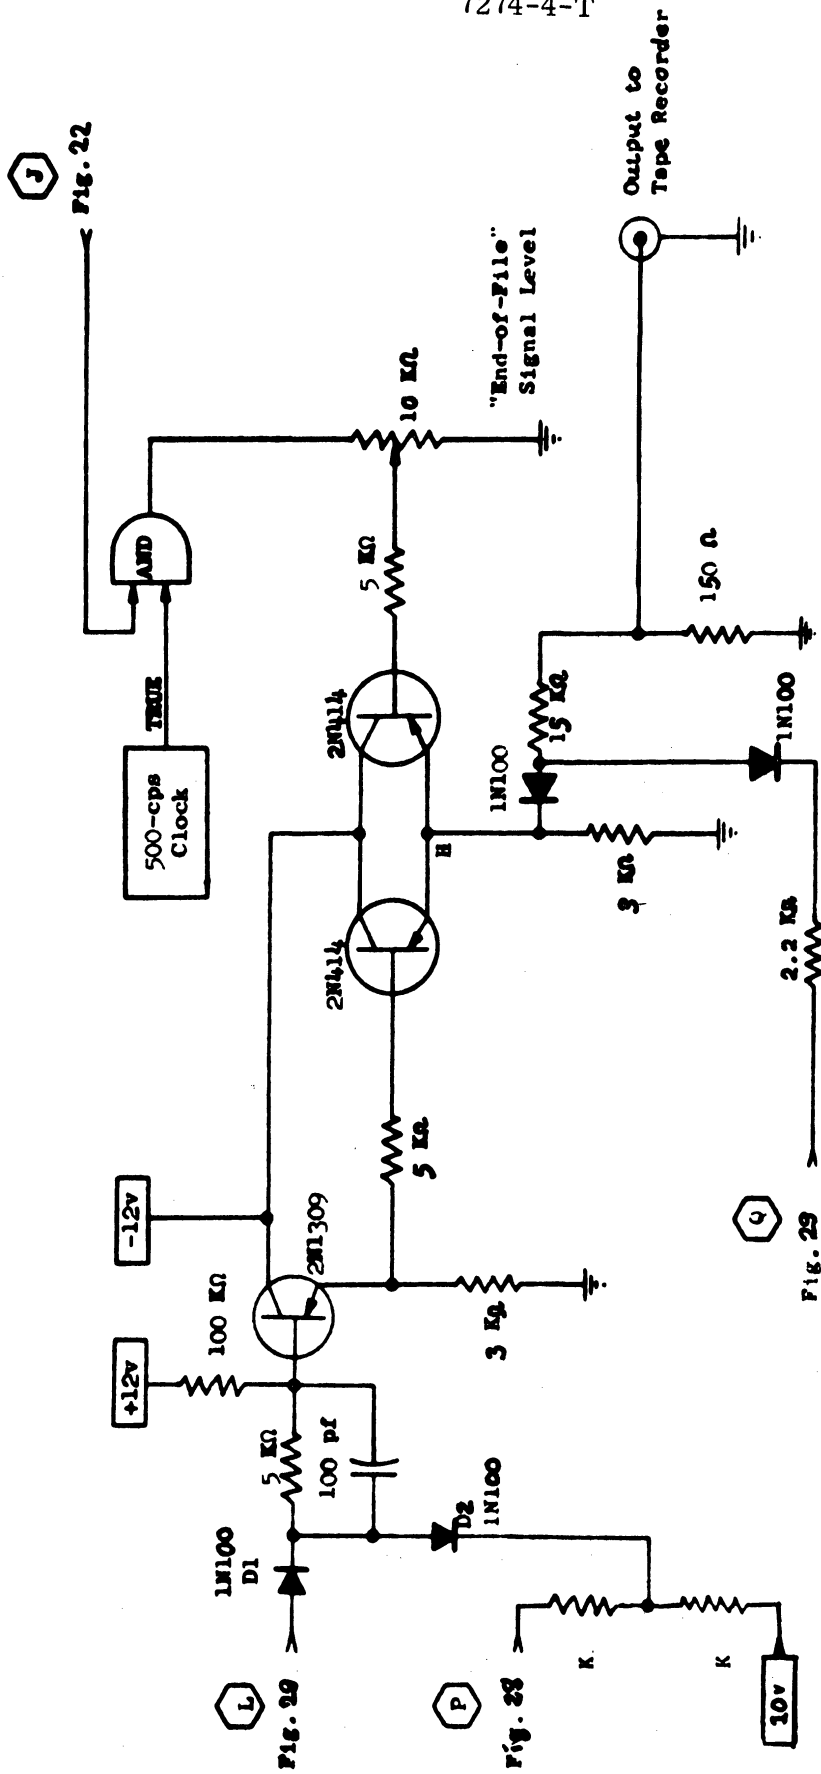 7274-4-T
J
Fig. 22
500-cps
Clock
TRUE
AND
10 KΩ
"End-of-File"
Signal Level
5 KΩ
2N414
2N414
H
1N100
15 KΩ
150 Ω
Output to
Tape Recorder
1N100
3 KΩ
2.2 KΩ
Q
Fig. 29
-12v
+12v
100 KΩ
2N1309
5 KΩ
3 KΩ
5 KΩ
100 pf
1N100
D1
D2
1N100
L
P
Fig. 28
K
K
10v